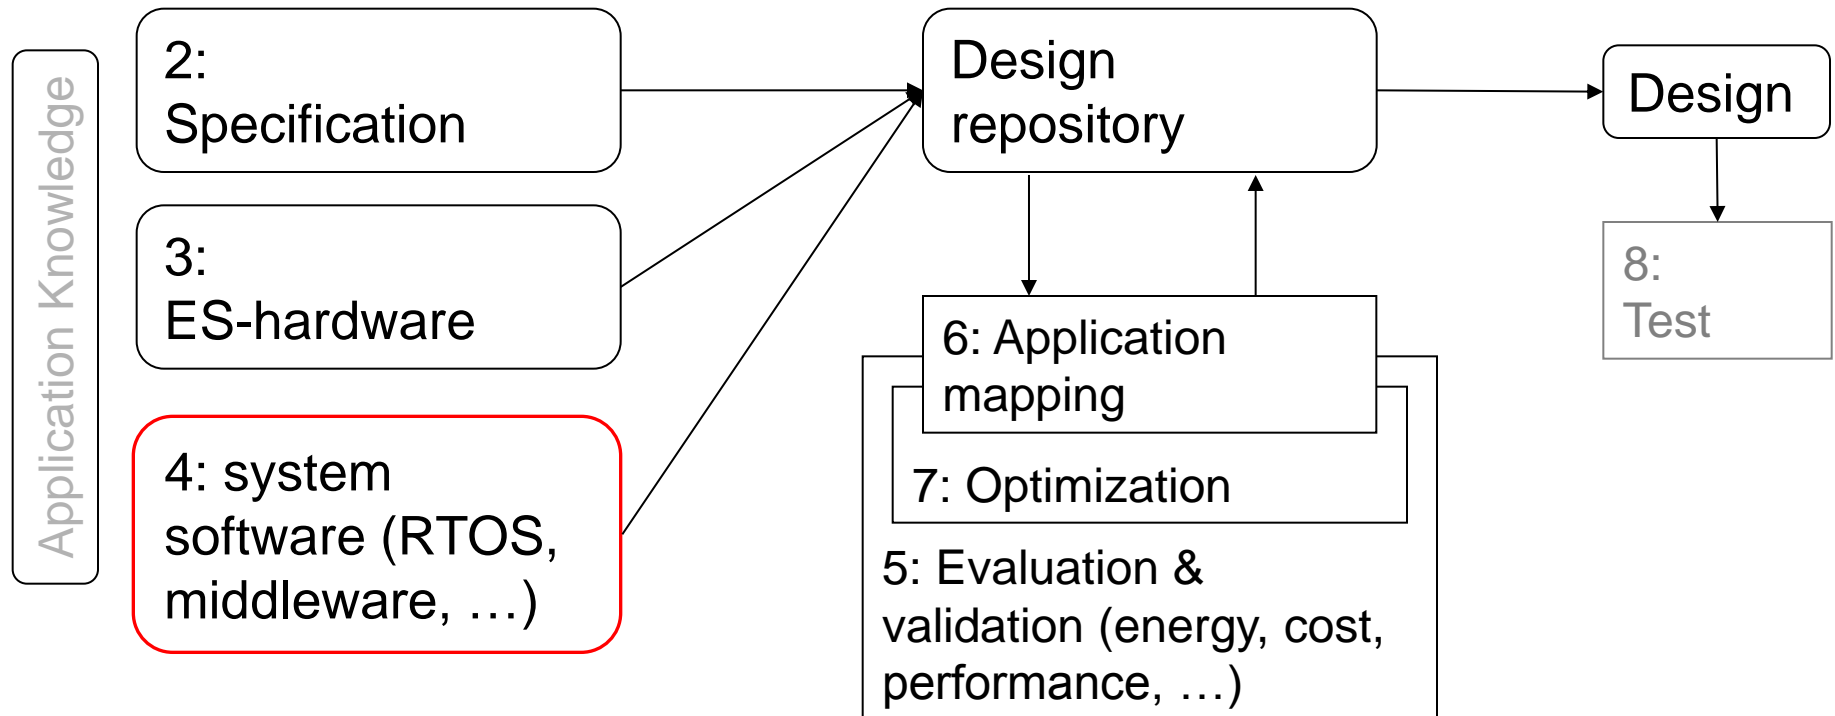 Application Knowledge
2:
Specification
3:
ES-hardware
4: system
software (RTOS,
middleware, …)
Design
repository
6: Application
mapping
7: Optimization
5: Evaluation &
validation (energy, cost,
performance, …)
Design
8:
Test